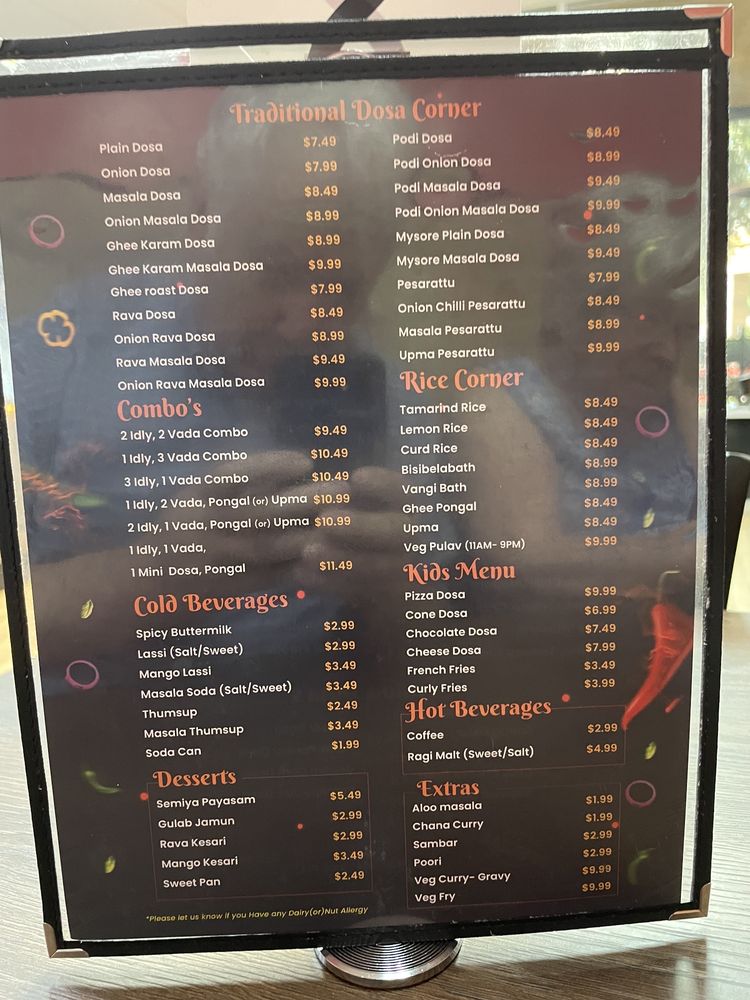 Traditional Dosa Corner
Plain Dosa $7.49
Onion Dosa $7.99
Masala Dosa $8.49
Onion Masala Dosa $8.99
Ghee Karam Dosa $8.99
Ghee Karam Masala Dosa $9.99
Ghee roast Dosa $7.99
Rava Dosa $8.49
Onion Rava Dosa $8.99
Rava Masala Dosa $9.49
Onion Rava Masala Dosa $9.99
Combo's
2 Idly, 2 Vada Combo $9.49
1 Idly, 3 Vada Combo $10.49
3 Idly, 1 Vada Combo $10.49
1 Idly, 2 Vada, Pongal (or) Upma $10.99
2 Idly, 1 Vada, Pongal (or) Upma $10.99
1 Idly, 1 Vada,
1 Mini Dosa, Pongal $11.49
Cold Beverages
Spicy Buttermilk $2.99
Lassi (Salt/Sweet) $2.99
Mango Lassi $3.49
Masala Soda (Salt/Sweet) $3.49
Thumsup $2.49
Masala Thumsup $3.49
Soda Can $1.99
Desserts
Semiya Payasam $5.49
Gulab Jamun $2.99
Rava Kesari $2.99
Mango Kesari $3.49
Sweet Pan $2.49
*Please let us know if you Have any Dairy(or)Nut Allergy
Podi Dosa $8.49
Podi Onion Dosa $8.99
Podi Masala Dosa $9.49
Podi Onion Masala Dosa $9.99
Mysore Plain Dosa $8.49
Mysore Masala Dosa $9.49
Pesarattu $7.99
Onion Chilli Pesarattu $8.49
Masala Pesarattu $8.99
Upma Pesarattu $9.99
Rice Corner
Tamarind Rice $8.49
Lemon Rice $8.49
Curd Rice $8.49
Bisibelabath $8.99
Vangi Bath $8.99
Ghee Pongal $8.49
Upma $8.49
Veg Pulav (11AM- 9PM) $9.99
Kids Menu
Pizza Dosa $9.99
Cone Dosa $6.99
Chocolate Dosa $7.49
Cheese Dosa $7.99
French Fries $3.49
Curly Fries $3.99
Hot Beverages
Coffee $2.99
Ragi Malt (Sweet/Salt) $4.99
Extras
Aloo masala $1.99
Chana Curry $1.99
Sambar $2.99
Poori $2.99
Veg Curry- Gravy $9.99
Veg Fry $9.99